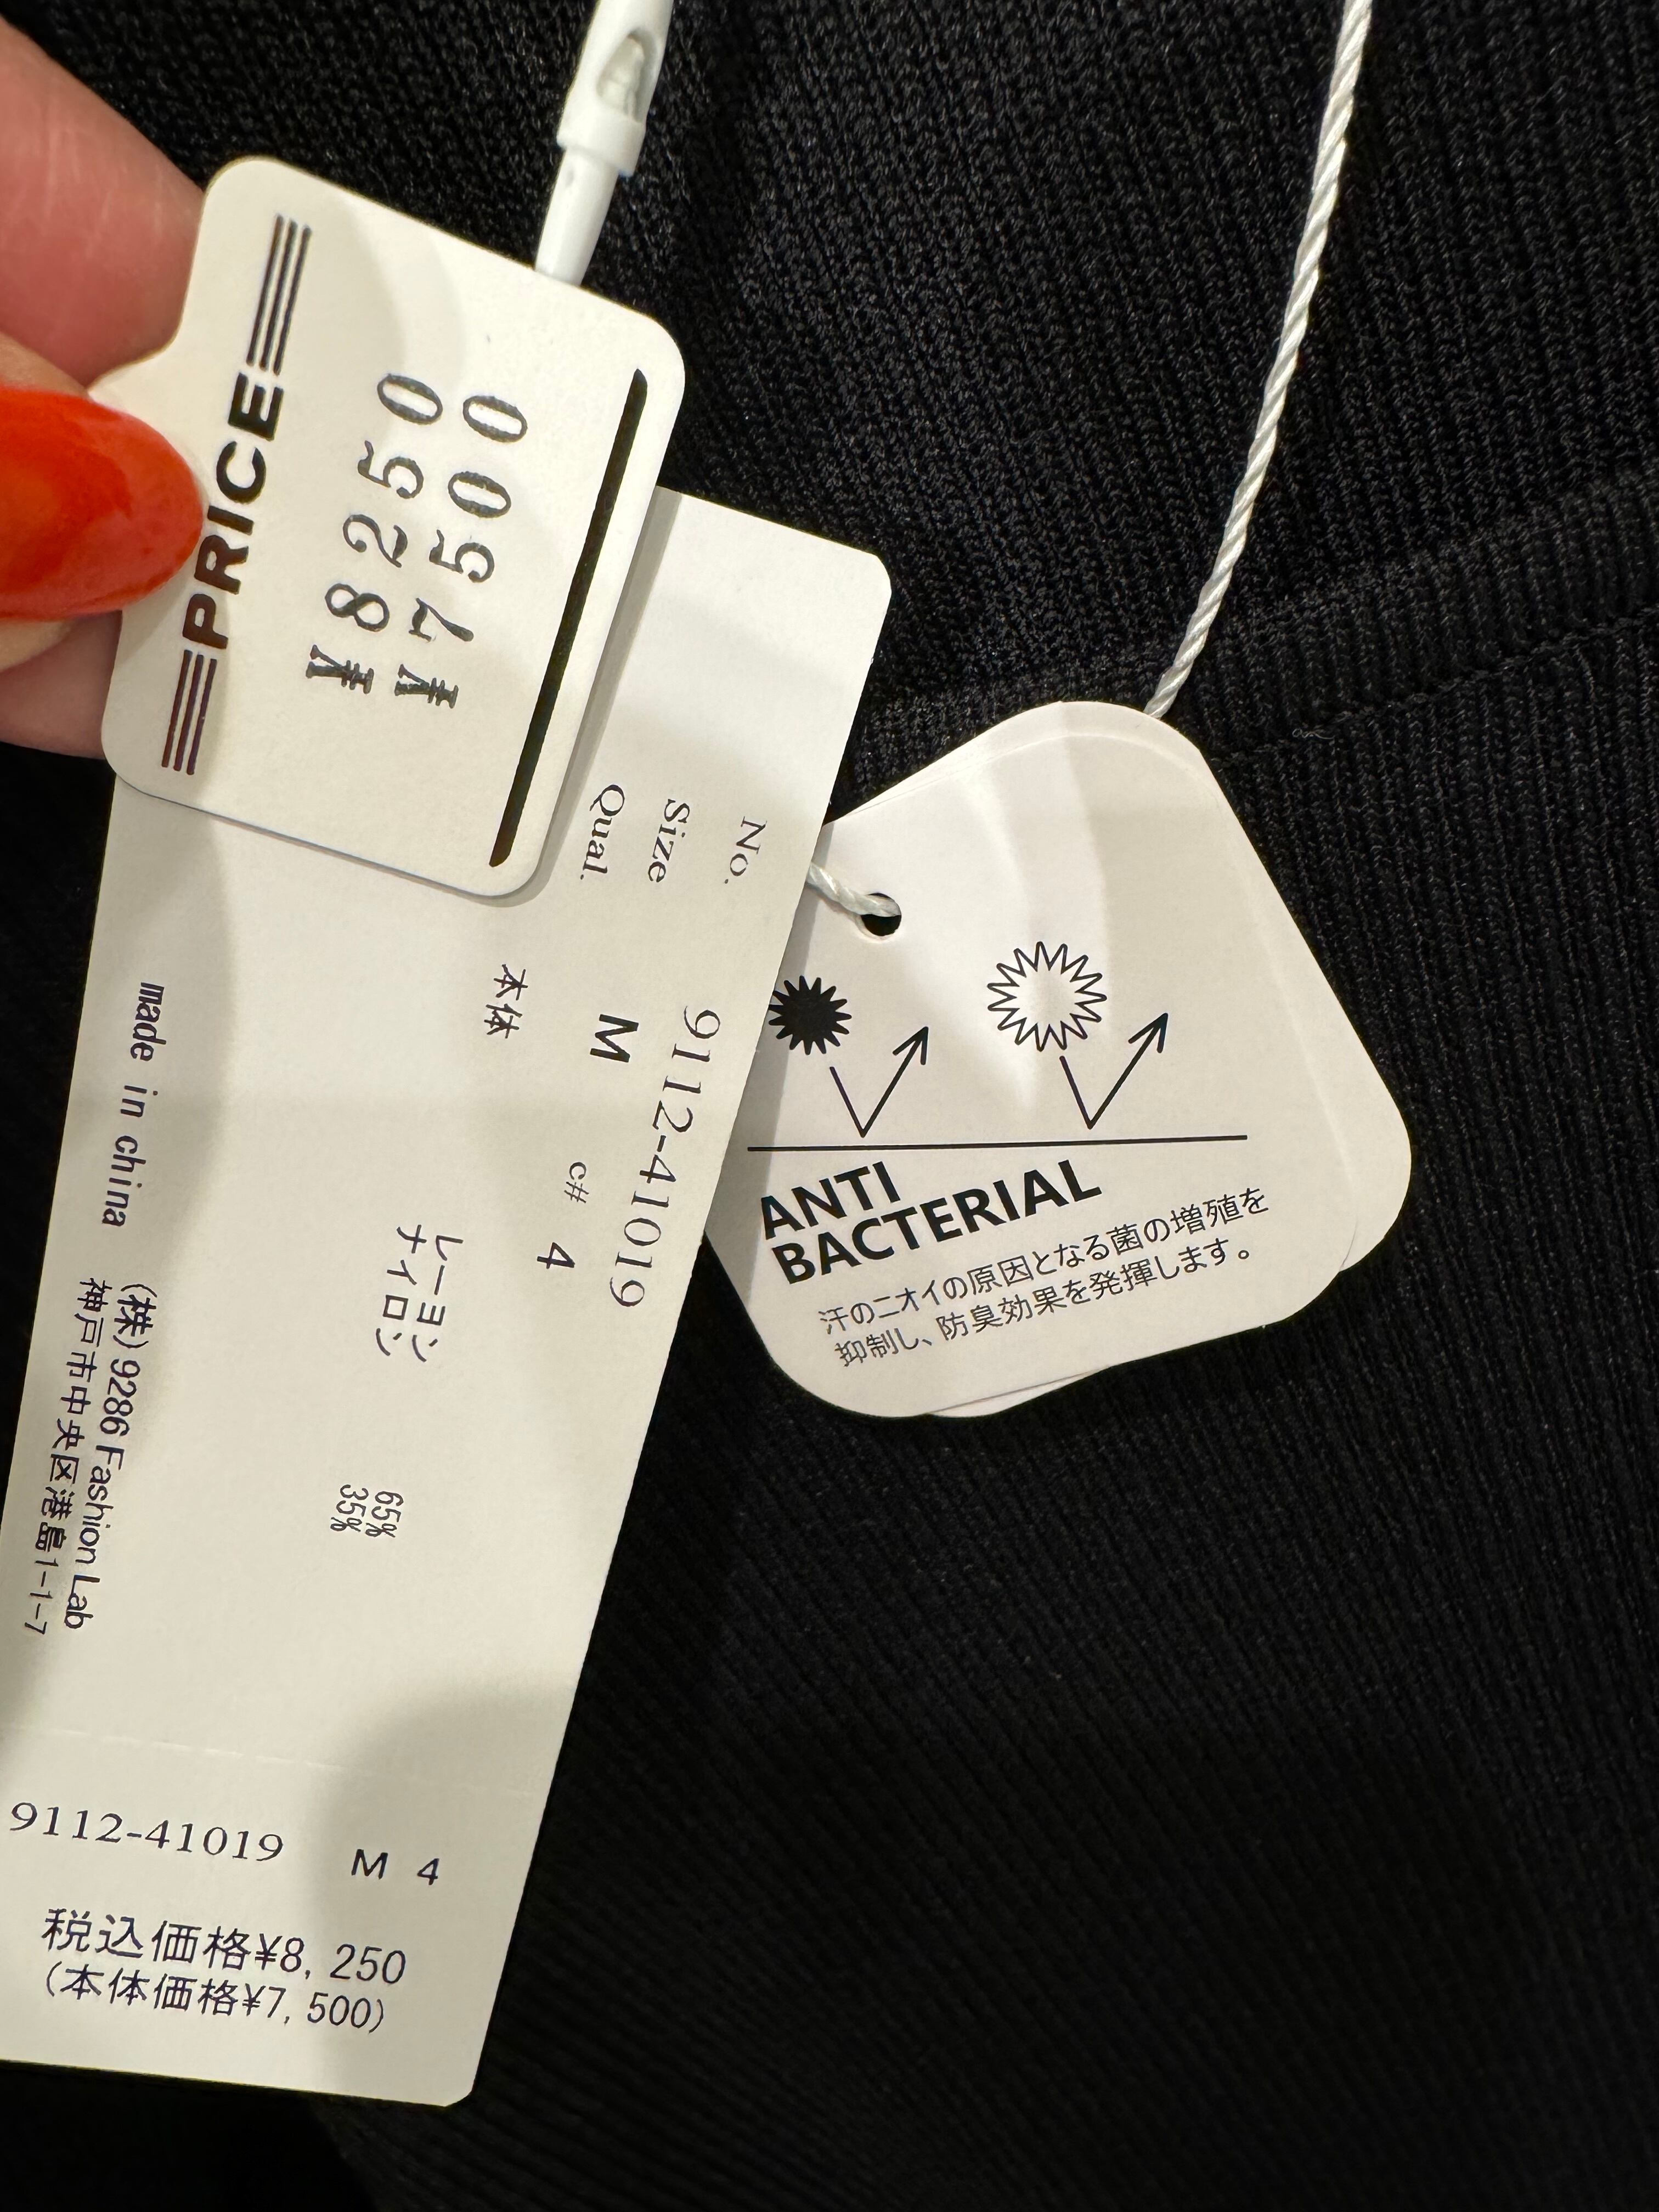 PRICE
¥8250
¥7500
No. 9112-41019
Size M c# 4
Qual.
本体
レーヨン 65%
ナイロン 35%
made in china
(株)9286 Fashion Lab
神戸市中央区港島1-1-7
9112-41019 M 4
税込価格¥8,250
(本体価格¥7,500)
ANTI
BACTERIAL
汗のニオイの原因となる菌の増殖を
抑制し、防臭効果を発揮します。